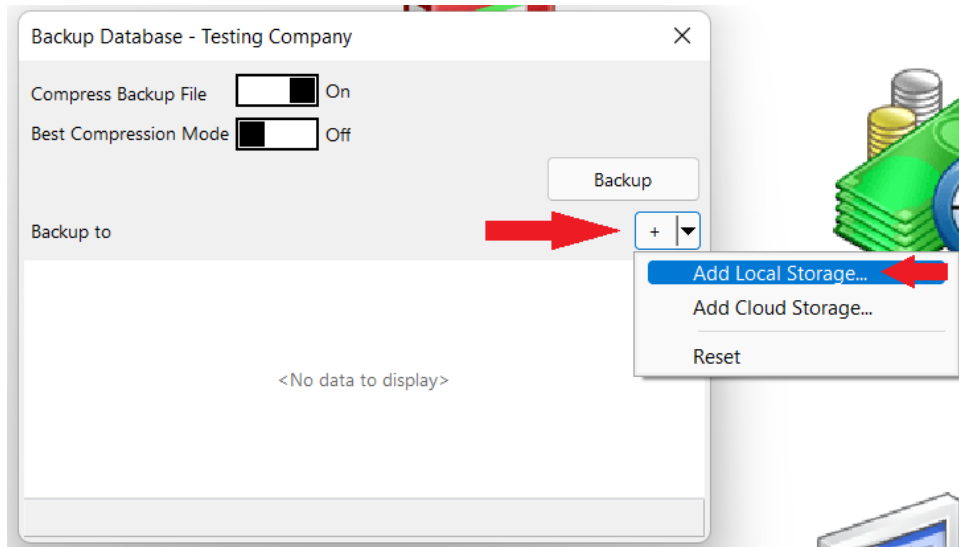 Backup Database - Testing Company
Compress Backup File On
Best Compression Mode Off
Backup
Backup to +
Add Local Storage...
Add Cloud Storage...
Reset
<No data to display>